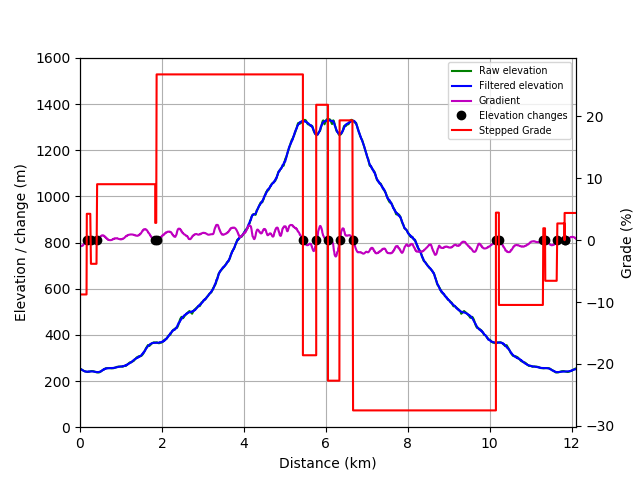 1600
1400
1200
1000
800
600
400
200
0
Elevation / change (m)
0 2 4 6 8 10 12
Distance (km)
20
10
0
−10
−20
−30
Grade (%)
Raw elevation
Filtered elevation
Gradient
Elevation changes
Stepped Grade